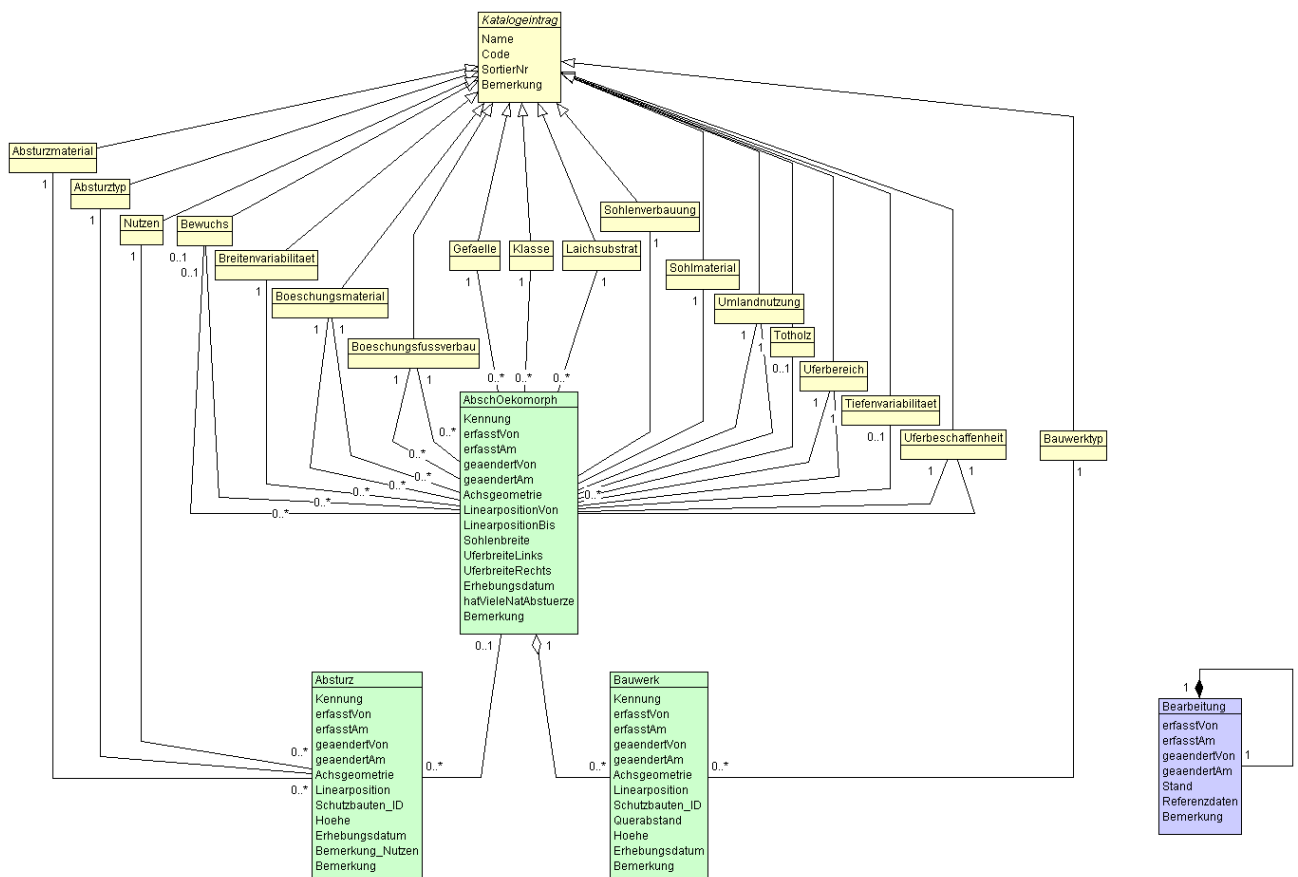 Katalogeintrag
Name
Code
SortierNr
Bemerkung
Absturzmaterial
1
Absturztyp
1
Nutzen
1
Bewuchs
0..1
0..1
Breitenvariabilitaet
1
Boeschungsmaterial
1
1
Boeschungsfussverbau
1
1
Gefaelle
1
Klasse
1
Laichsubstrat
1
Sohlenverbauung
1
Sohlmaterial
1
Umlandnutzung
1
1
Totholz
0..1
Uferbereich
1
1
Tiefenvariabilitaet
0..1
Uferbeschaffenheit
1
1
Bauwerktyp
1
0..*
0..*
0..*
AbschOekomorph
Kennung
erfasstVon
erfasstAm
geaendertVon
geaendertAm
Achsgeometrie
LinearpositionVon
LinearpositionBis
Sohlenbreite
UferbreiteLinks
UferbreiteRechts
Erhebungsdatum
hatVieleNatAbstuerze
Bemerkung
0..*
0..*
0..*
0..*
0..*
0..*
0..*
0..*
0..1
1
Absturz
Kennung
erfasstVon
erfasstAm
geaendertVon
geaendertAm
Achsgeometrie
Linearposition
Schutzbauten_ID
Hoehe
Erhebungsdatum
Bemerkung_Nutzen
Bemerkung
0..*
0..*
0..*
Bauwerk
Kennung
erfasstVon
erfasstAm
geaendertVon
geaendertAm
Achsgeometrie
Linearposition
Schutzbauten_ID
Querabstand
Hoehe
Erhebungsdatum
Bemerkung
0..*
0..*
1
Bearbeitung
erfasstVon
erfasstAm
geaendertVon
geaendertAm
Stand
Referenzdaten
Bemerkung
1